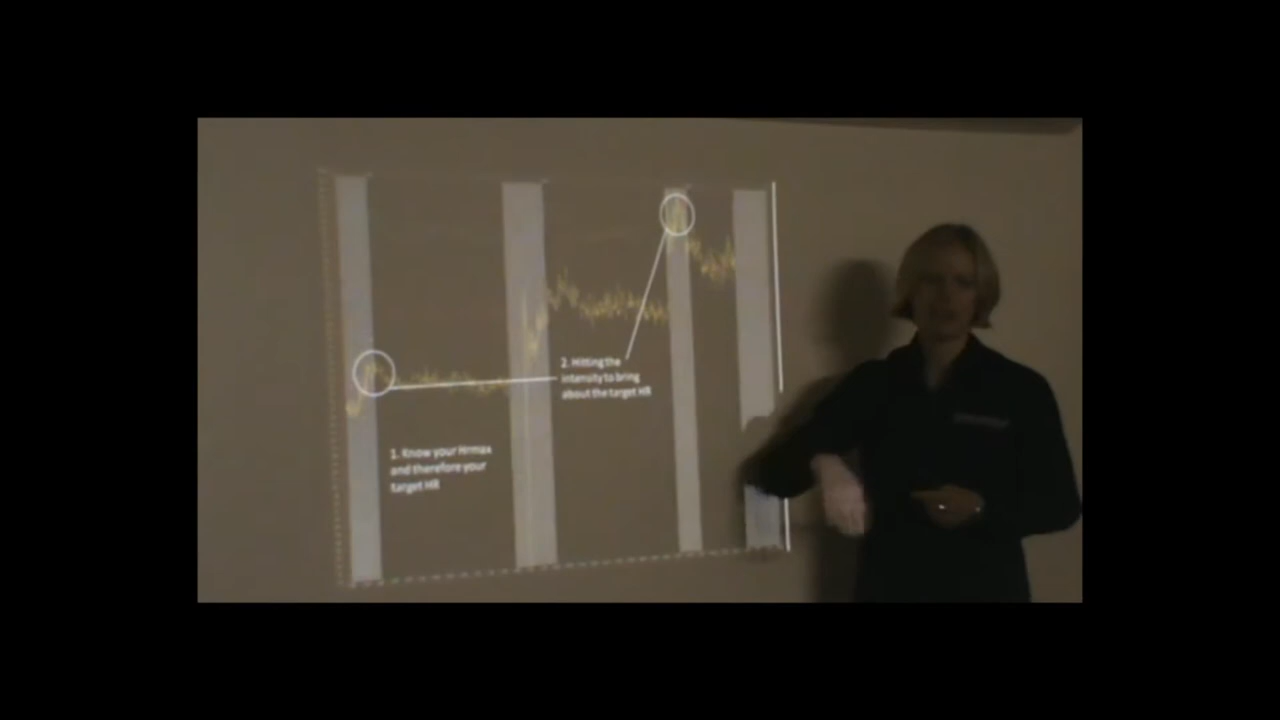 2. Hitting the
intensity to bring
about the target HR
1. Know your Hrmax
and therefore your
target HR